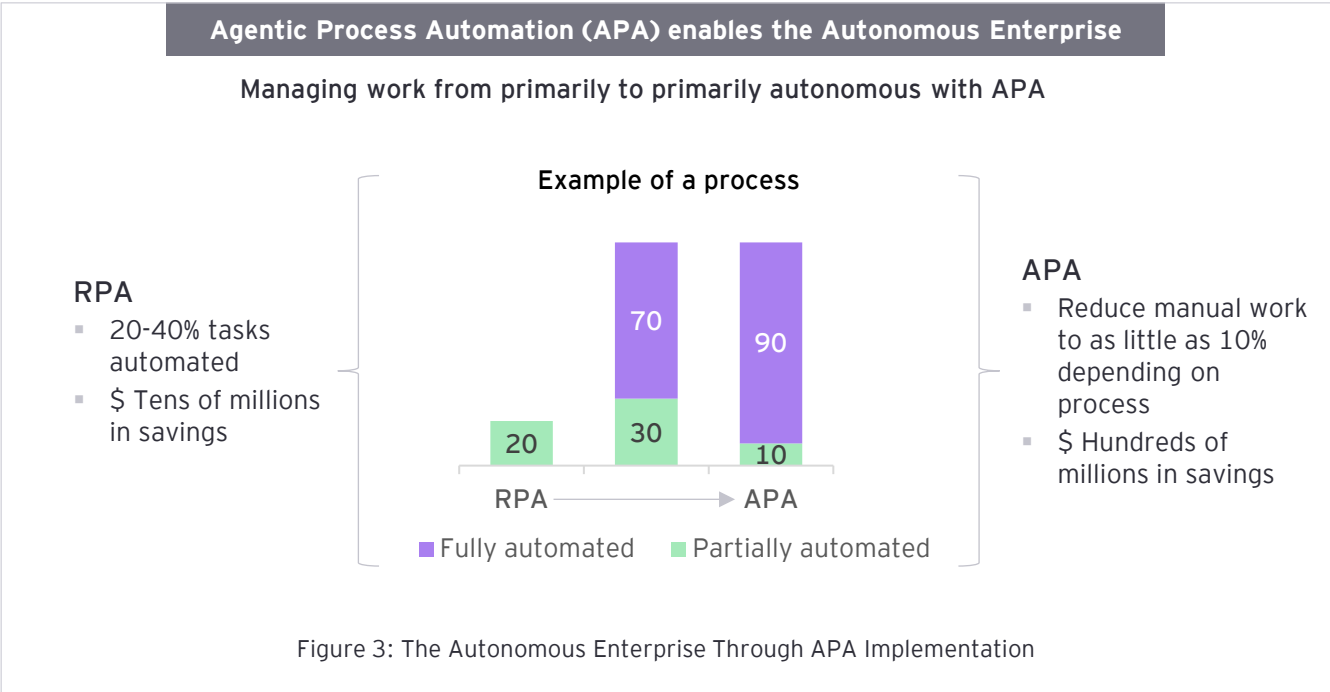 Agentic Process Automation (APA) enables the Autonomous Enterprise
Managing work from primarily to primarily autonomous with APA
RPA
20-40% tasks
automated
$ Tens of millions
in savings
Example of a process
70
90
20
30
10
RPA
APA
Fully automated
Partially automated
APA
Reduce manual work
to as little as 10%
depending on
process
$ Hundreds of
millions in savings
Figure 3: The Autonomous Enterprise Through APA Implementation